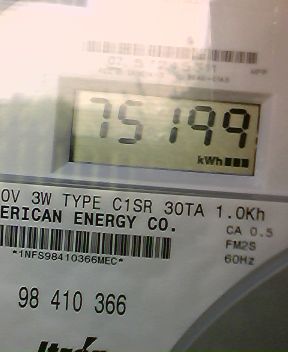 75199
kWh
0V 3W TYPE C1SR 30TA 1.0Kh
ERICAN ENERGY CO.
CA 0.5
*1NFS98410366MEC*
FM2S
60Hz
98 410 366
Itrón